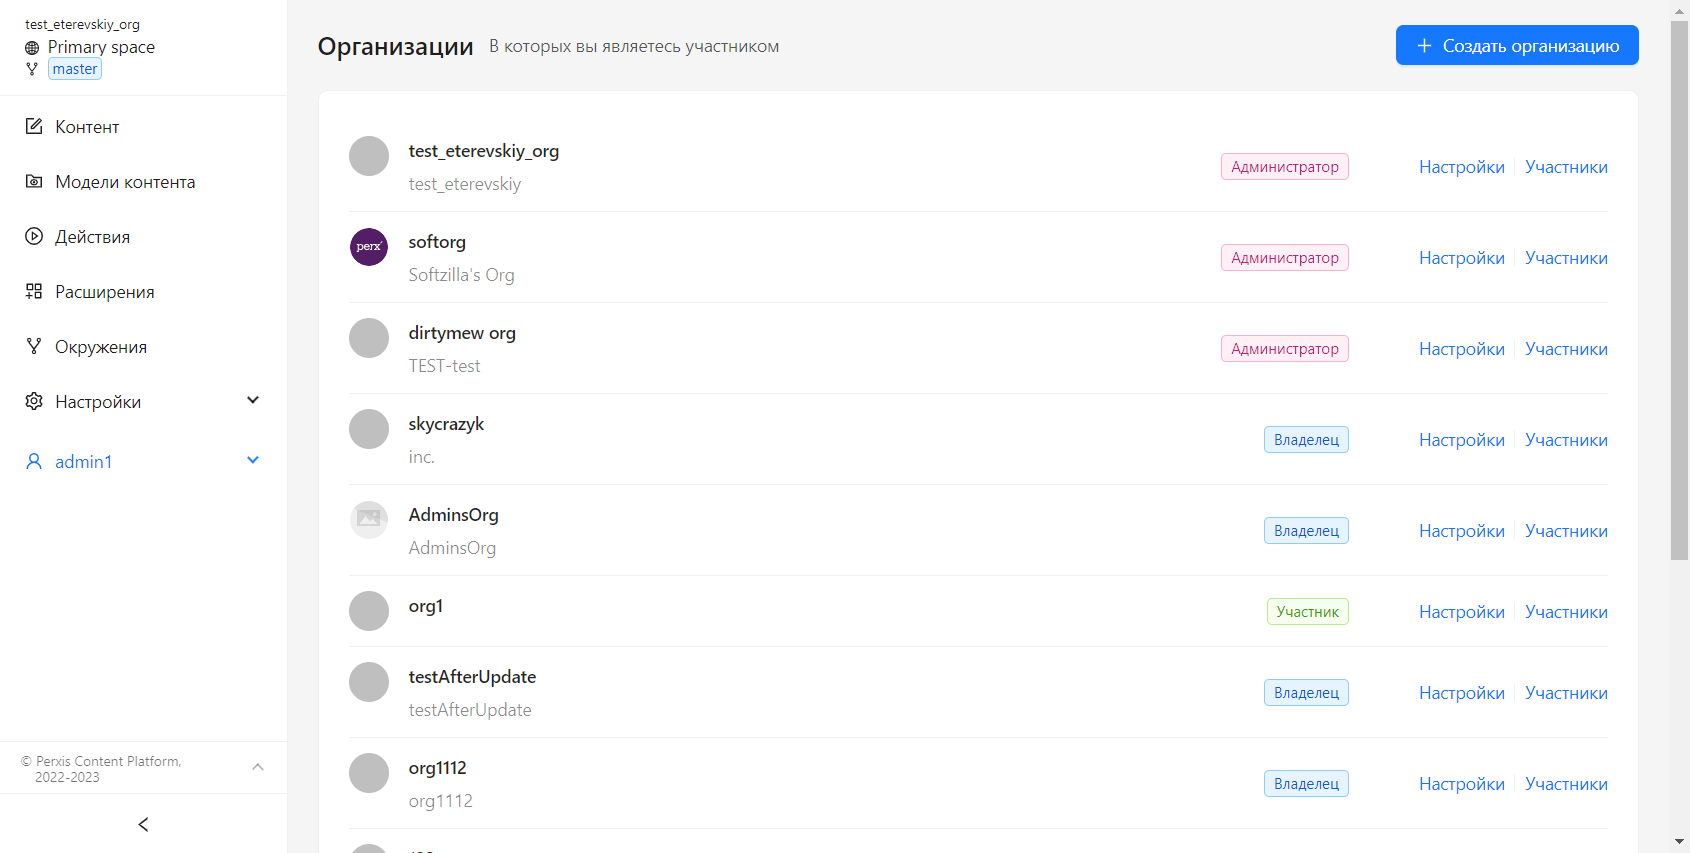 test_eterevskiy_org
Primary space
master
Контент
Модели контента
Действия
Расширения
Окружения
Настройки
admin1
© Perxis Content Platform,
2022-2023
Организации В которых вы являетесь участником
Создать организацию
test_eterevskiy_org
test_eterevskiy
Администратор Настройки Участники
perx
softorg
Softzilla's Org
Администратор Настройки Участники
dirtymew org
TEST-test
Администратор Настройки Участники
skycrazyk
inc.
Владелец Настройки Участники
AdminsOrg
AdminsOrg
Владелец Настройки Участники
org1
Участник Настройки Участники
testAfterUpdate
testAfterUpdate
Владелец Настройки Участники
org1112
org1112
Владелец Настройки Участники